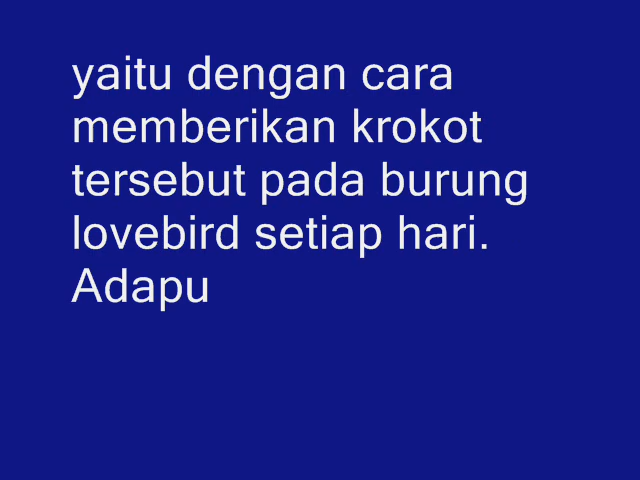 yaitu dengan cara
memberikan krokot
tersebut pada burung
lovebird setiap hari.
Adapu